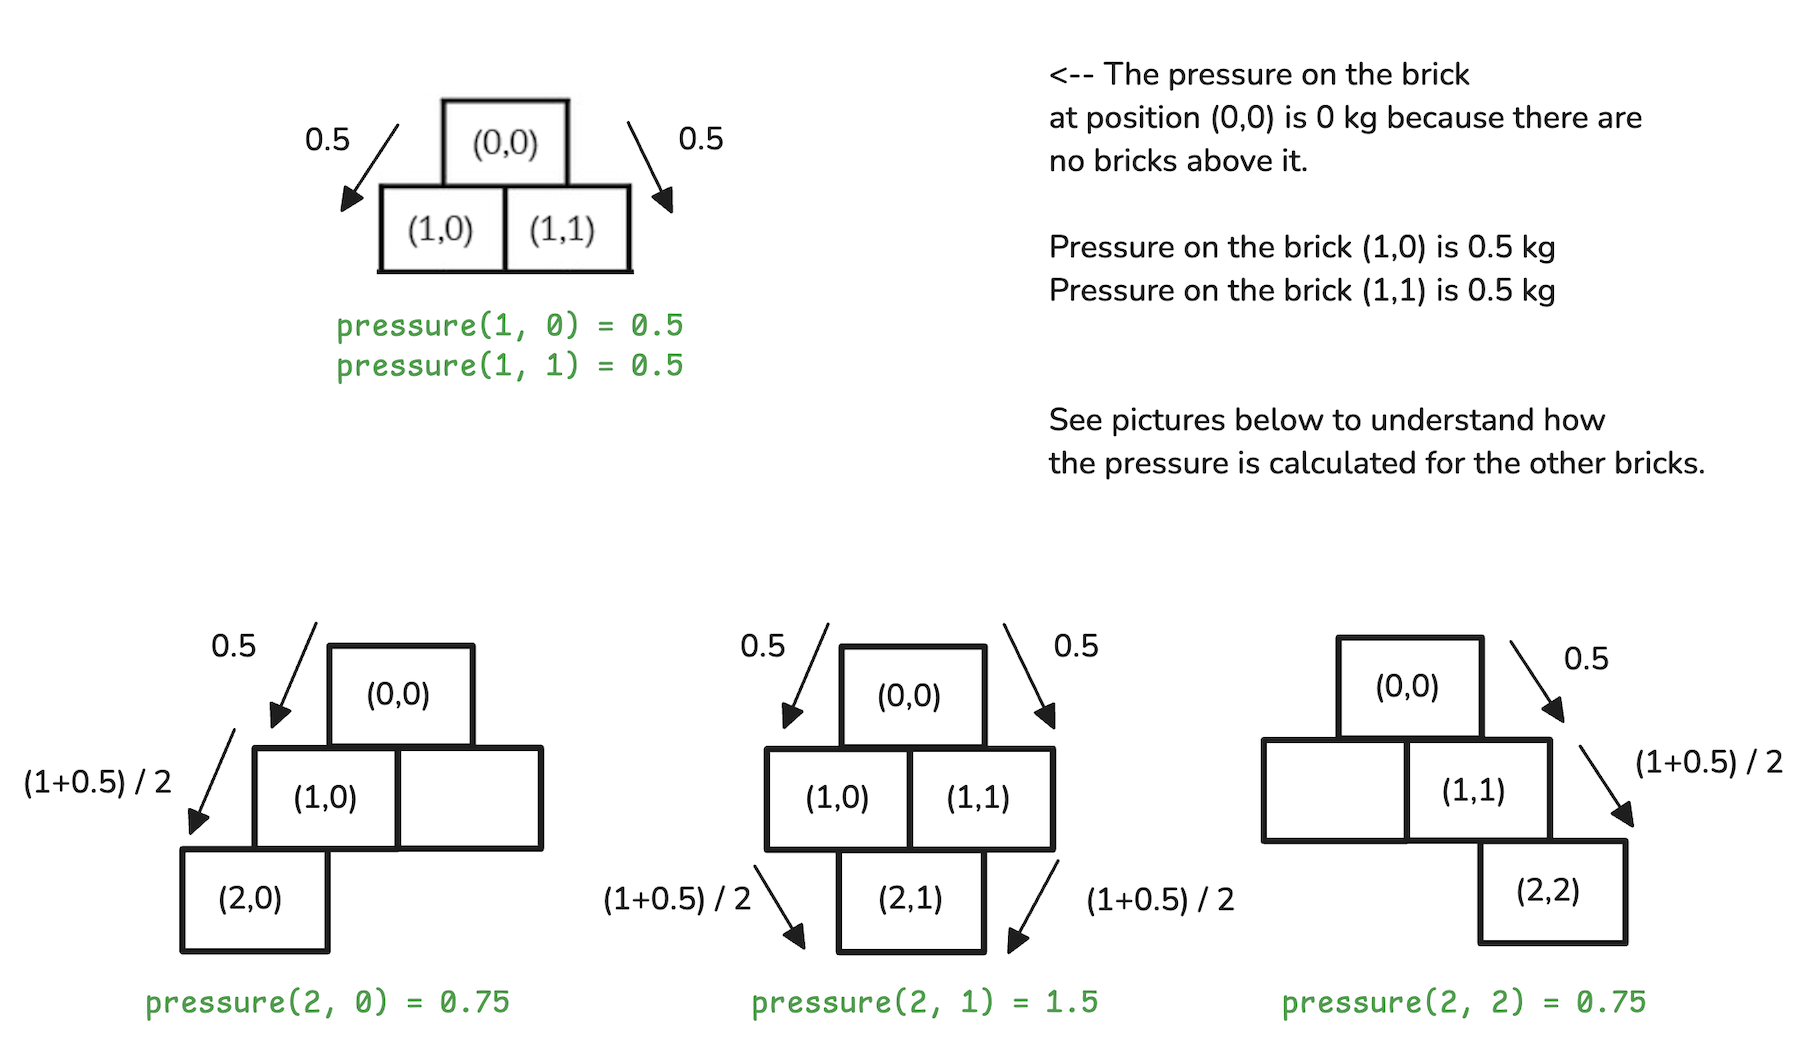 <-- The pressure on the brick
at position (0,0) is 0 kg because there are
no bricks above it.
0.5
(0,0)
0.5
(1,0)
(1,1)
Pressure on the brick (1,0) is 0.5 kg
Pressure on the brick (1,1) is 0.5 kg
pressure(1, 0) = 0.5
pressure(1, 1) = 0.5
See pictures below to understand how
the pressure is calculated for the other bricks.
0.5
(0,0)
(1+0.5) / 2
(1,0)
(2,0)
pressure(2, 0) = 0.75
0.5
0.5
(0,0)
(1,0)
(1,1)
(1+0.5) / 2
(2,1)
(1+0.5) / 2
pressure(2, 1) = 1.5
(0,0)
0.5
(1,1)
(1+0.5) / 2
(2,2)
pressure(2, 2) = 0.75